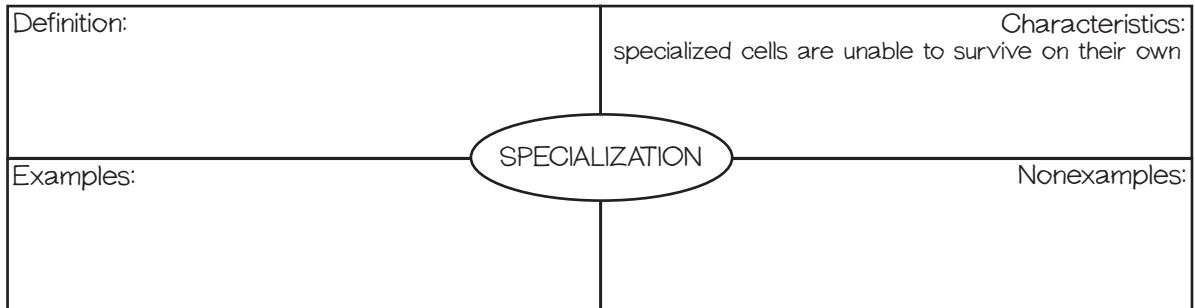 Definition:
Characteristics:
specialized cells are unable to survive on their own
SPECIALIZATION
Examples:
Nonexamples: